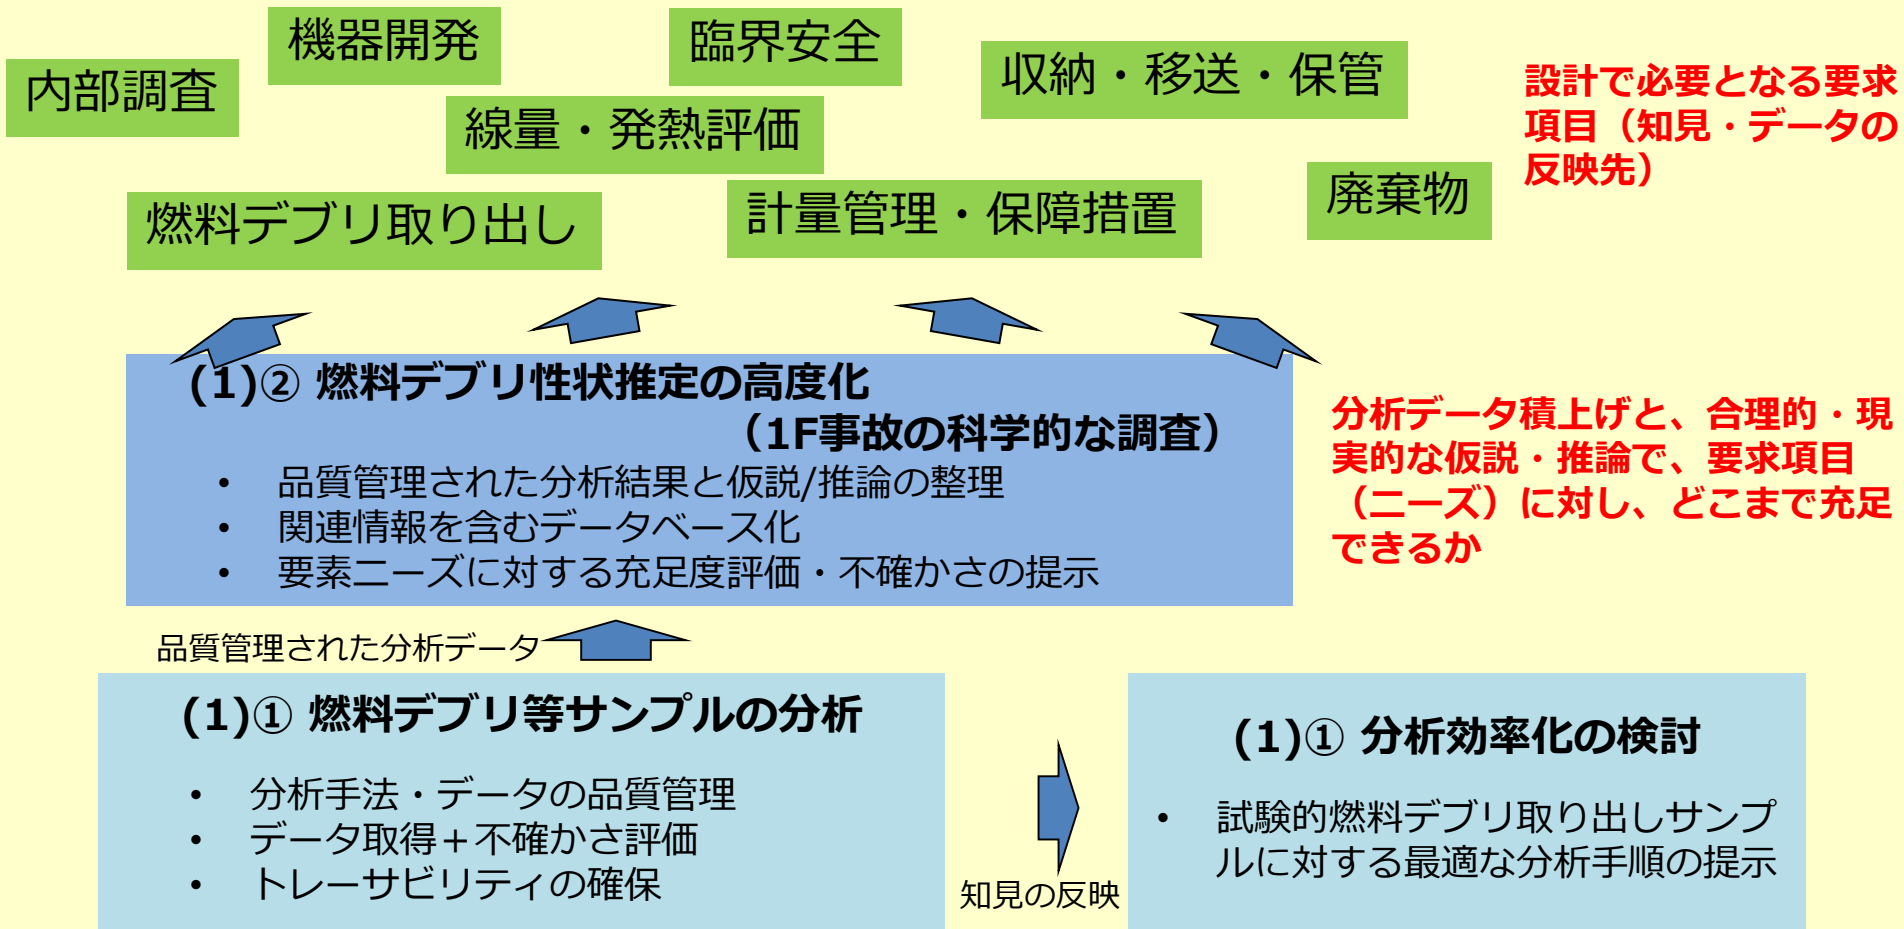 機器開発
臨界安全
内部調査
収納・移送・保管
設計で必要となる要求
項目（知見・データの
反映先）
線量・発熱評価
廃棄物
計量管理・保障措置
燃料デブリ取り出し
(1)② 燃料デブリ性状推定の高度化
（1F事故の科学的な調査）
• 品質管理された分析結果と仮説/推論の整理
• 関連情報を含むデータベース化
• 要素ニーズに対する充足度評価・不確かさの提示
分析データ積上げと、合理的・現
実的な仮説・推論で、要求項目
（ニーズ）に対し、どこまで充足
できるか
品質管理された分析データ
(1)① 燃料デブリ等サンプルの分析
• 分析手法・データの品質管理
• データ取得＋不確かさ評価
• トレーサビリティの確保
知見の反映
(1)① 分析効率化の検討
• 試験的燃料デブリ取り出しサンプ
ルに対する最適な分析手順の提示